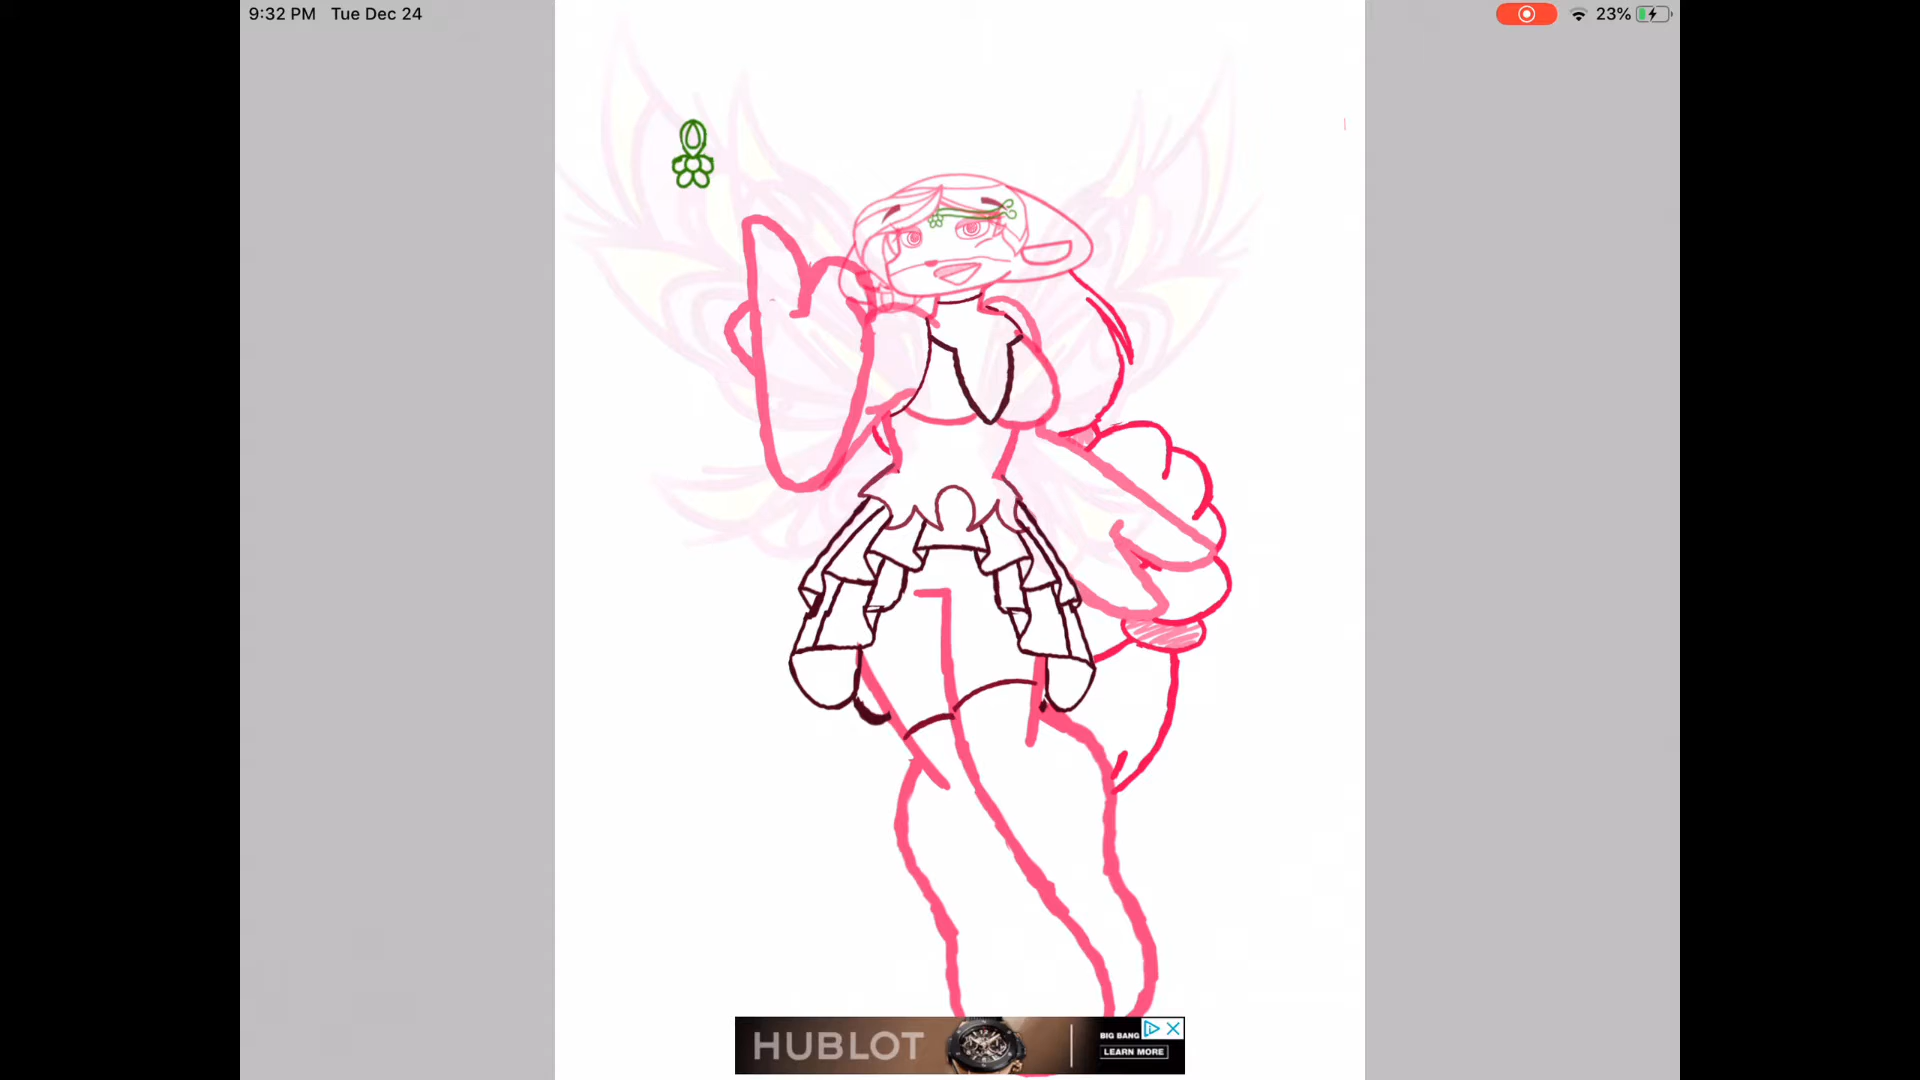 9:32 PM Tue Dec 24
23%
HUBLOT
BIG BANG
LEARN MORE